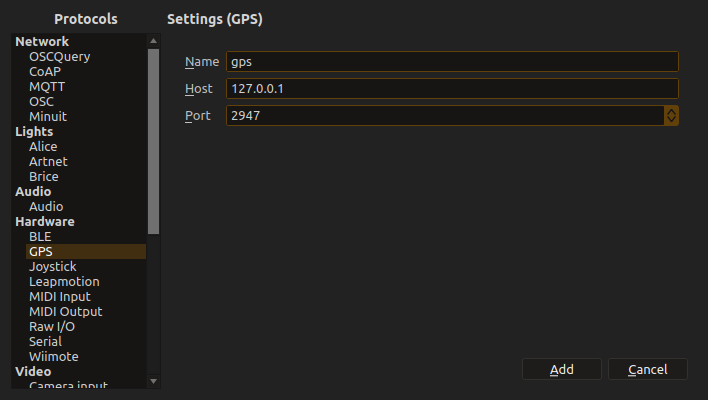 Protocols
Network
OSCQuery
CoAP
MQTT
OSC
Minuit
Lights
Alice
Artnet
Brice
Audio
Audio
Hardware
BLE
GPS
Joystick
Leapmotion
MIDI Input
MIDI Output
Raw I/O
Serial
Wiimote
Video
Camera input
Settings (GPS)
Name gps
Host 127.0.0.1
Port 2947
Add Cancel